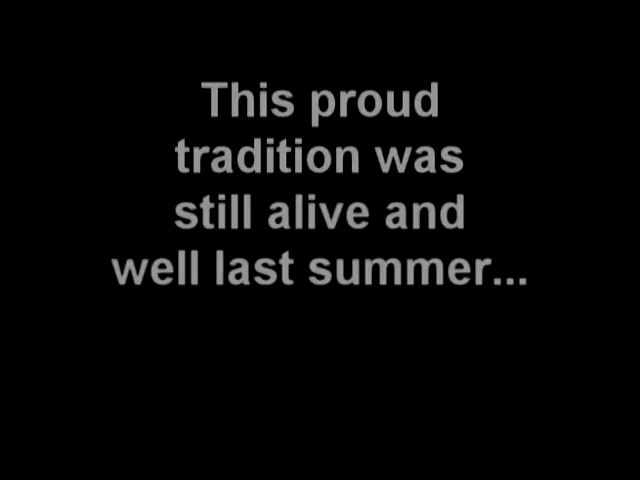 This proud
tradition was
still alive and
well last summer...